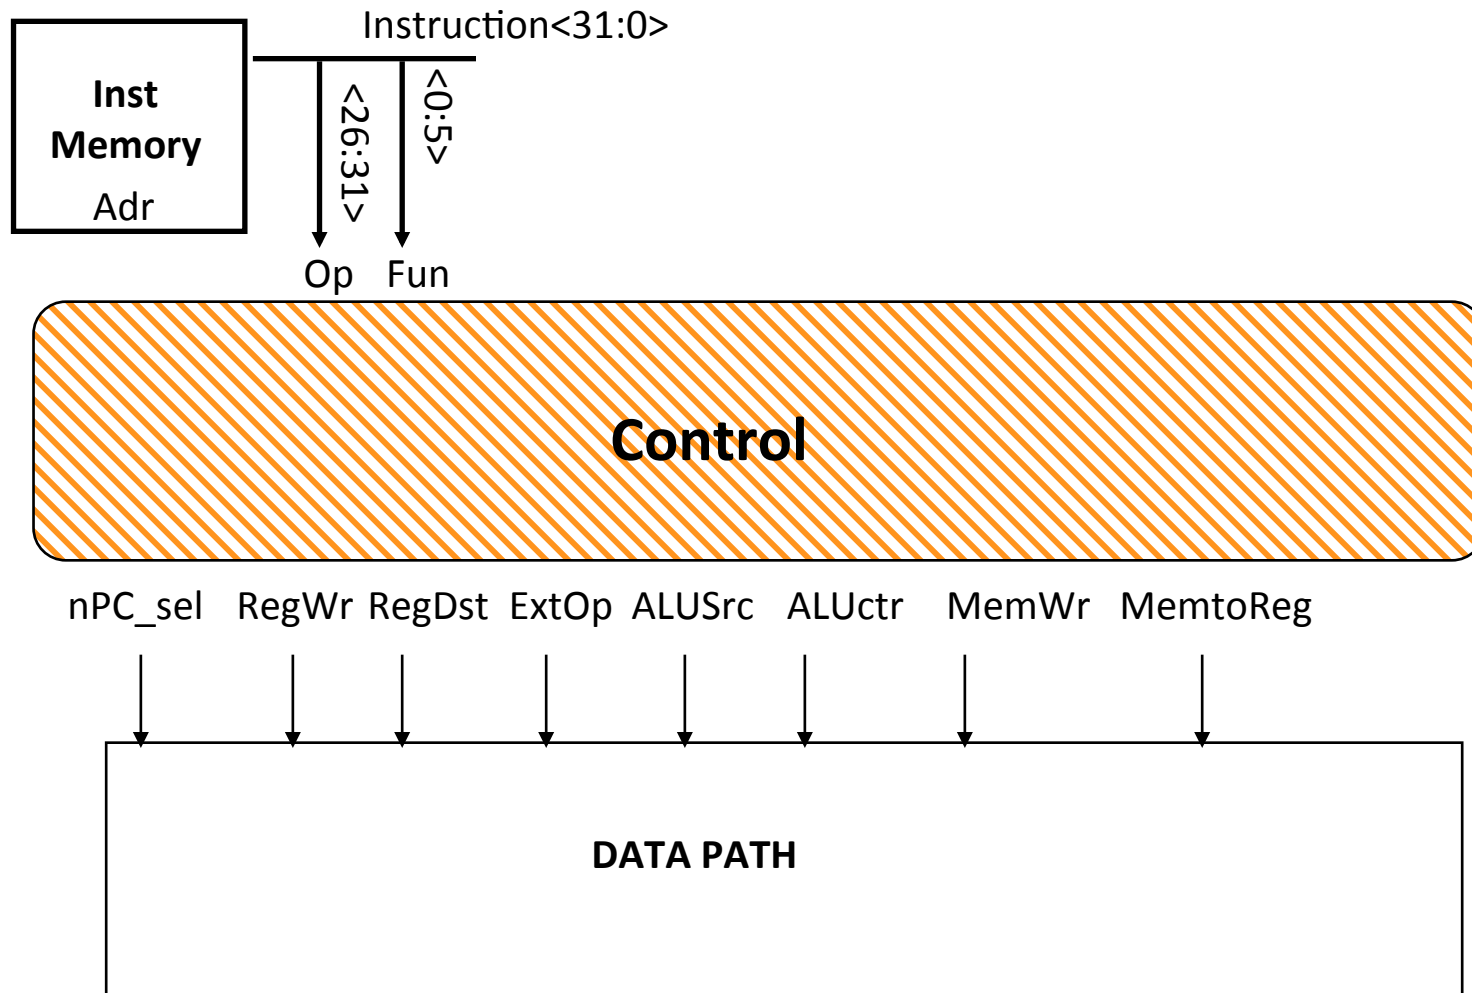 Instruction<31:0>
Inst
Memory
Adr
<26:31>
<0:5>
Op
Fun
Control
nPC_sel
RegWr
RegDst
ExtOp
ALUSrc
ALUctr
MemWr
MemtoReg
DATA PATH